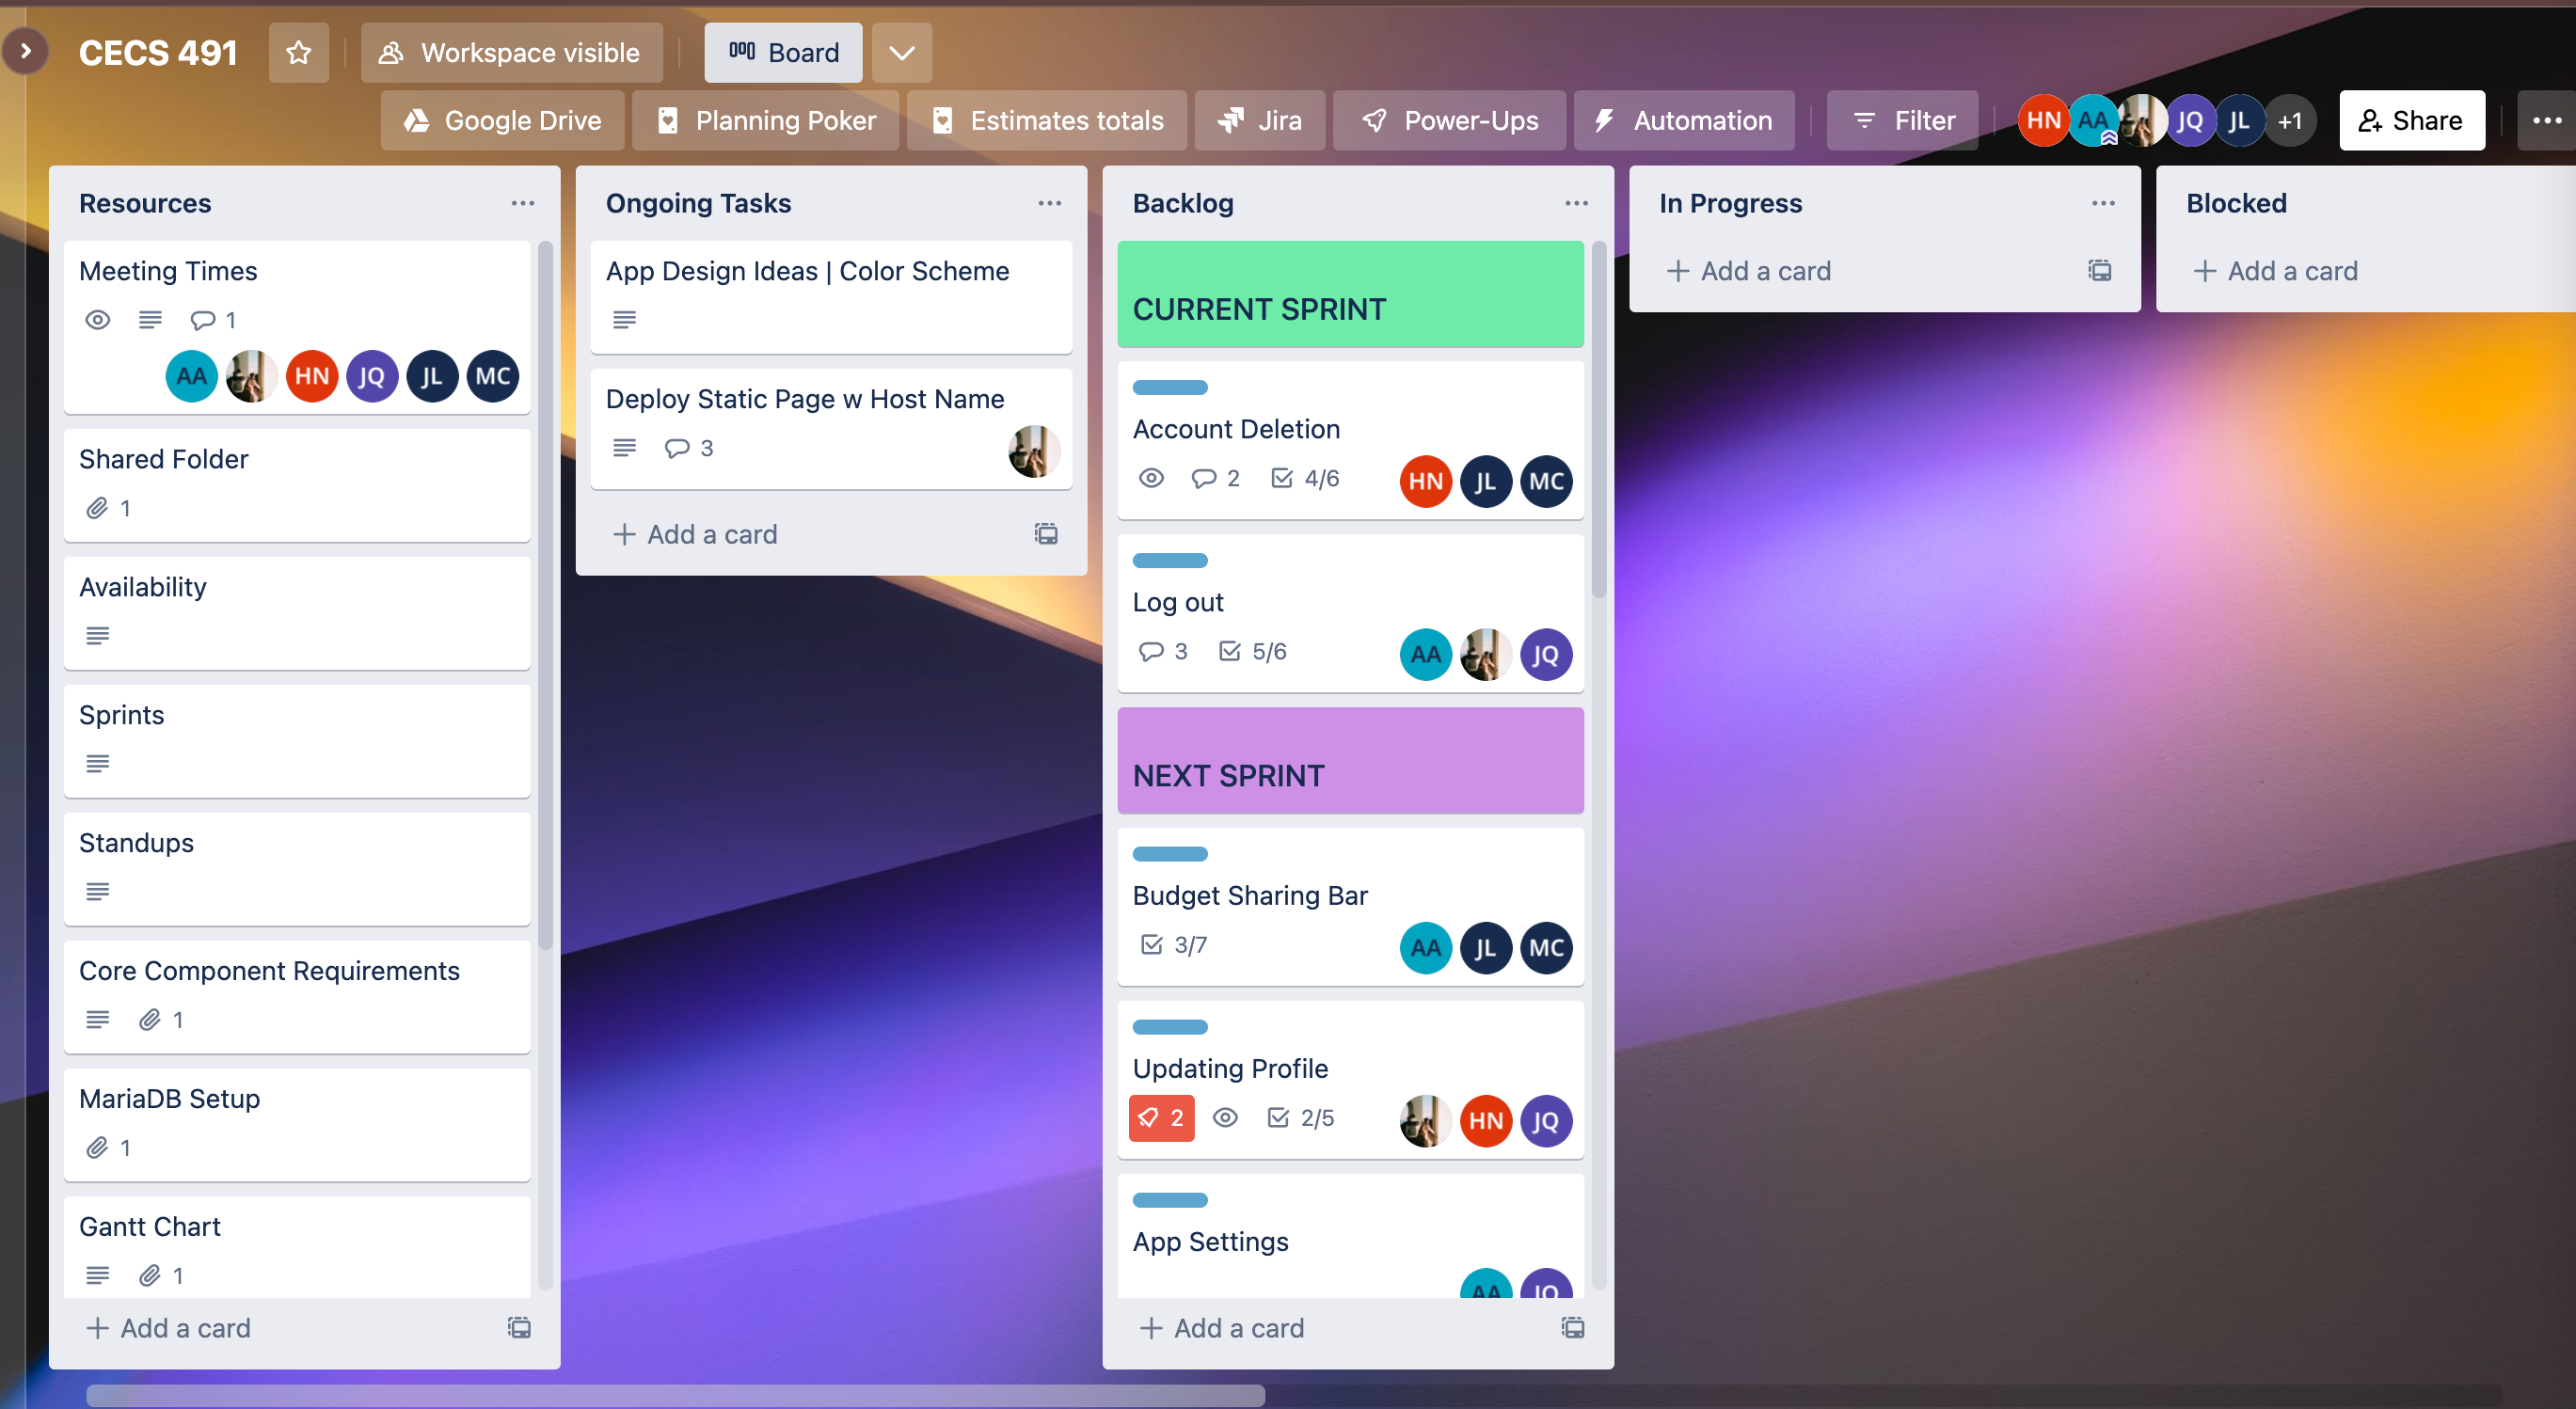 CECS 491
Workspace visible
Board
Google Drive
Planning Poker
Estimates totals
Jira
Power-Ups
Automation
Filter
HN
AA
JQ
JL
+1
Share
Resources
Meeting Times
1
AA
HN
JQ
JL
MC
Shared Folder
1
Availability
Sprints
Standups
Core Component Requirements
1
MariaDB Setup
1
Gantt Chart
1
+ Add a card
Ongoing Tasks
App Design Ideas | Color Scheme
Deploy Static Page w Host Name
3
+ Add a card
Backlog
CURRENT SPRINT
Account Deletion
2
4/6
HN
JL
MC
Log out
3
5/6
AA
JQ
NEXT SPRINT
Budget Sharing Bar
3/7
AA
JL
MC
Updating Profile
2
2/5
HN
JQ
App Settings
AA
JQ
+ Add a card
In Progress
+ Add a card
Blocked
+ Add a card